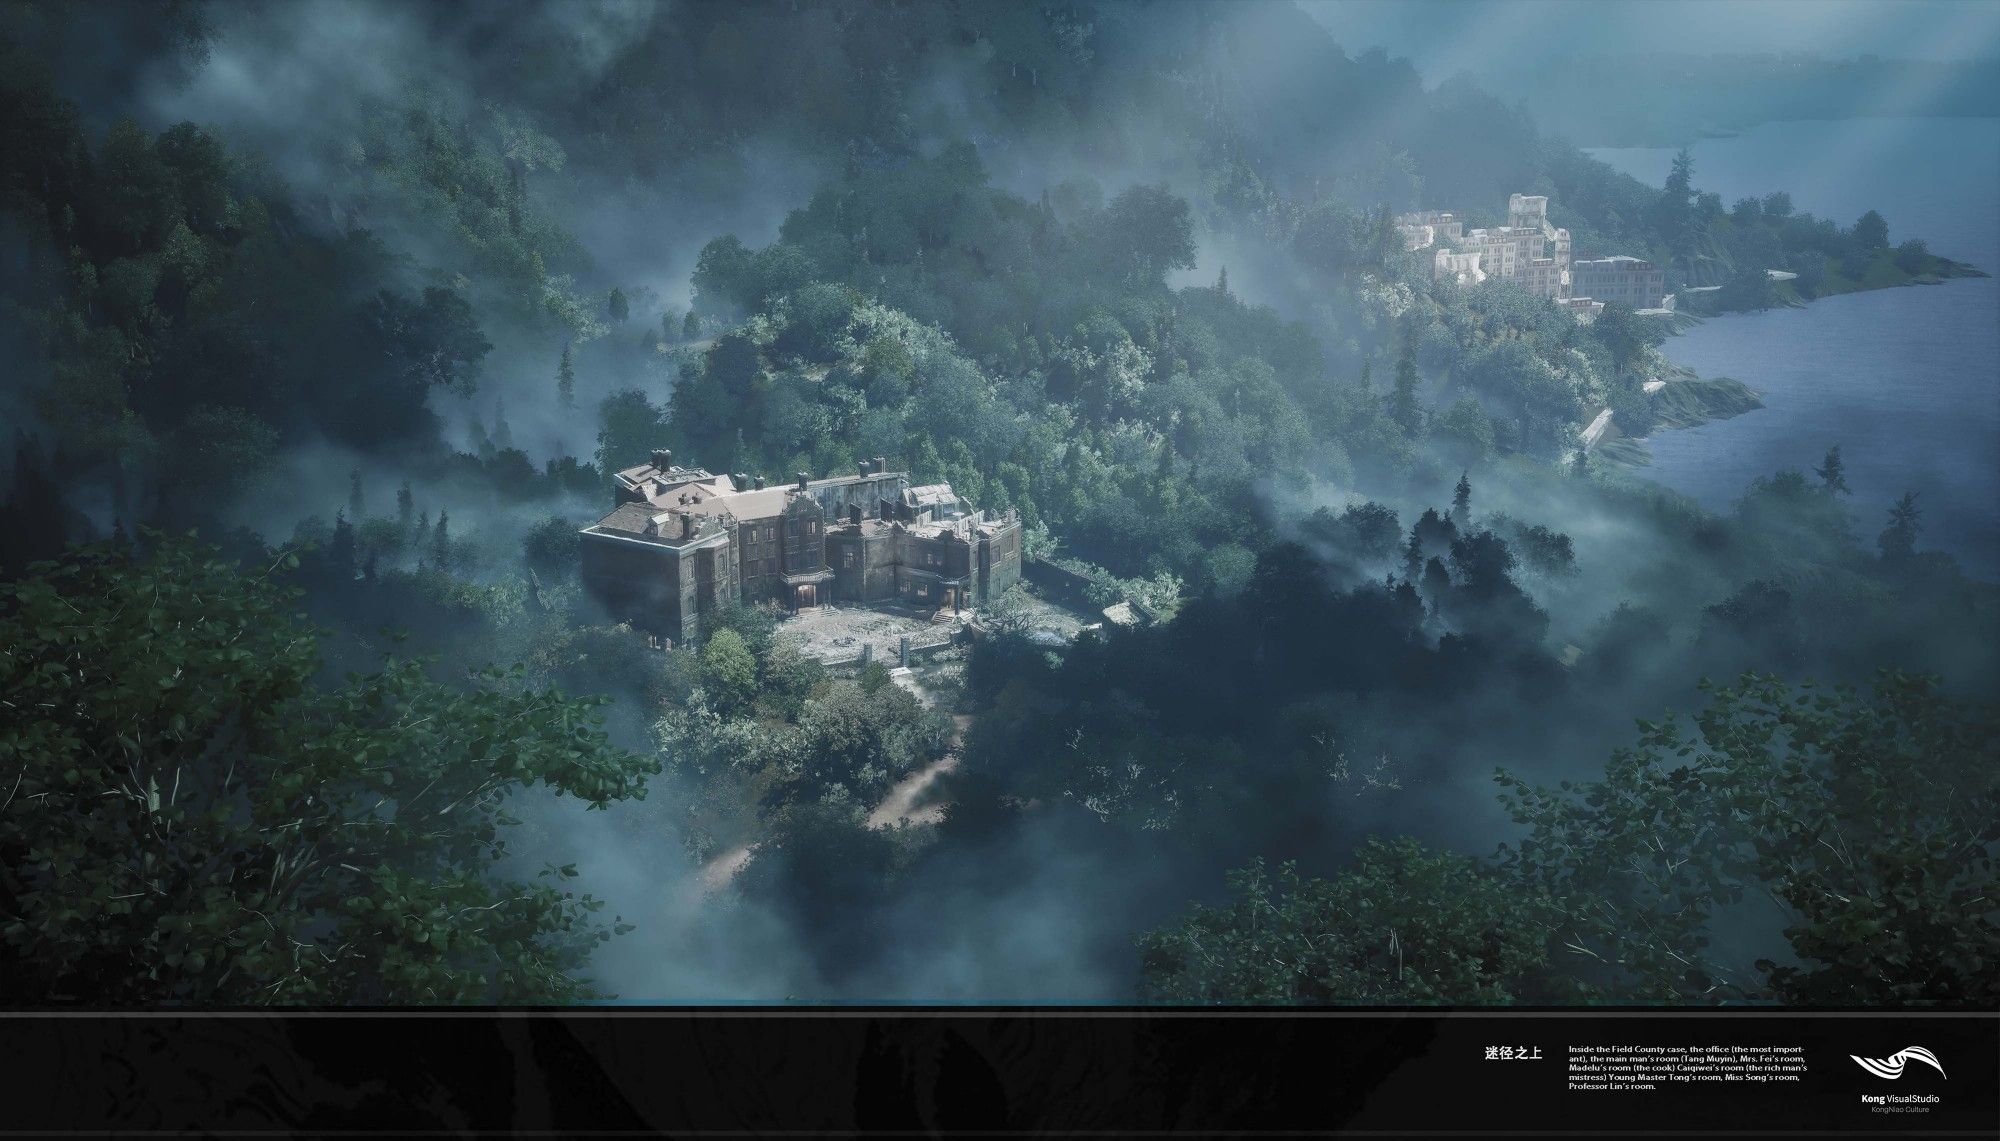 迷径之上
Inside the Field County case, the office (the most import-
ant), the main man's room (Tang Muyin), Mrs. Fei's room,
Madelu's room (the cook) Caiqiwei's room (the rich man's
mistress) Young Master Tong's room, Miss Song's room,
Professor Lin's room.
Kong VisualStudio
KongNiao Culture